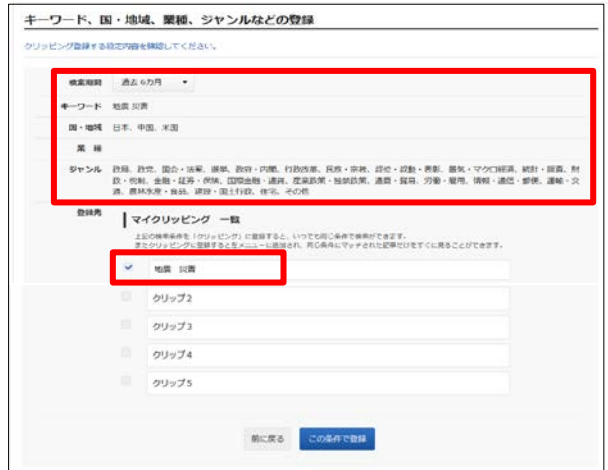 キーワード、国・地域、業種、ジャンルなどの登録
クリッピング登録する設定内容を確認してください。
検索期間 過去6カ月
キーワード 地震 災害
国・地域 日本、中国、米国
業 種
ジャンル 政局、政党、国会・法案、選挙、政府・内閣、行政改革、民族・宗教、辞任・設動・表彰、景気・マクロ経済、統計・調査、財
政・税制、金融・証券・保険、国際金融・通貨、産業政策・独禁政策、通商・貿易、労働・雇用、情報・通信・郵便、運輸・交
通、農林水産・食品、建設・国土行政、住宅、その他
登録先 マイクリッピング 一覧
上記の検索条件を「クリッピング」に登録すると、いつでも同じ条件で検索ができます。
またクリッピングに登録すると左メニューに追加され、同じ条件にマッチされた記事だけをすぐに見ることができます。
地震 災害
クリップ2
クリップ3
クリップ4
クリップ5
前に戻る この条件で登録